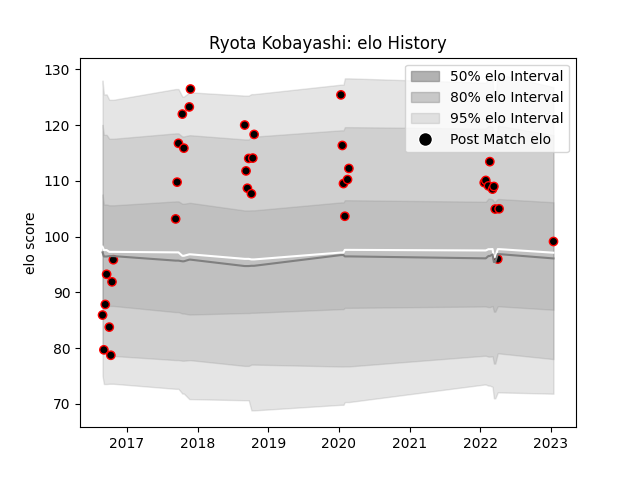 Ryota Kobayashi: elo History
50% elo Interval
80% elo Interval
95% elo Interval
Post Match elo
elo score
130
120
110
100
90
80
70
2017 2018 2019 2020 2021 2022 2023